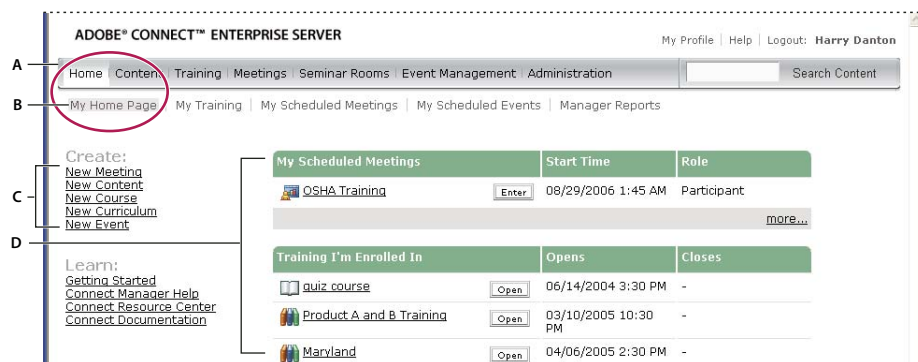 ADOBE® CONNECT™ ENTERPRISE SERVER
My Profile | Help | Logout: Harry Danton
A
Home | Content | Training | Meetings | Seminar Rooms | Event Management | Administration
Search Content
B
My Home Page | My Training | My Scheduled Meetings | My Scheduled Events | Manager Reports
Create:
New Meeting
New Content
New Course
New Curriculum
New Event
C
D
Learn:
Getting Started
Connect Manager Help
Connect Resource Center
Connect Documentation
My Scheduled Meetings Start Time Role
OSHA Training Enter 08/29/2006 1:45 AM Participant
more...
Training I'm Enrolled In Opens Closes
quiz course Open 06/14/2004 3:30 PM -
Product A and B Training Open 03/10/2005 10:30 PM -
Maryland Open 04/06/2005 2:30 PM -